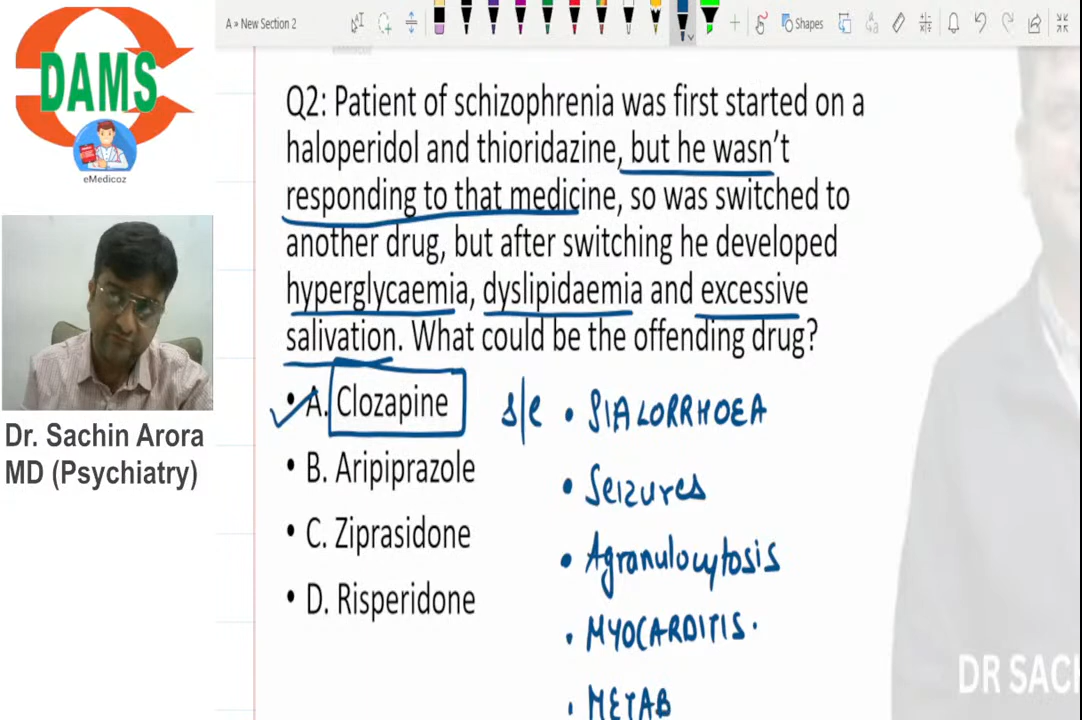 A » New Section 2
Shapes
DAMS
eMedicoz
Q2: Patient of schizophrenia was first started on a
haloperidol and thioridazine, but he wasn't
responding to that medicine, so was switched to
another drug, but after switching he developed
hyperglycaemia, dyslipidaemia and excessive
salivation. What could be the offending drug?
• A. Clozapine
• B. Aripiprazole
• C. Ziprasidone
• D. Risperidone
s/e • SIALORRHOEA
• Seizures
• Agranulocytosis
• MYOCARDITIS.
• METAB
Dr. Sachin Arora
MD (Psychiatry)
DR SACH